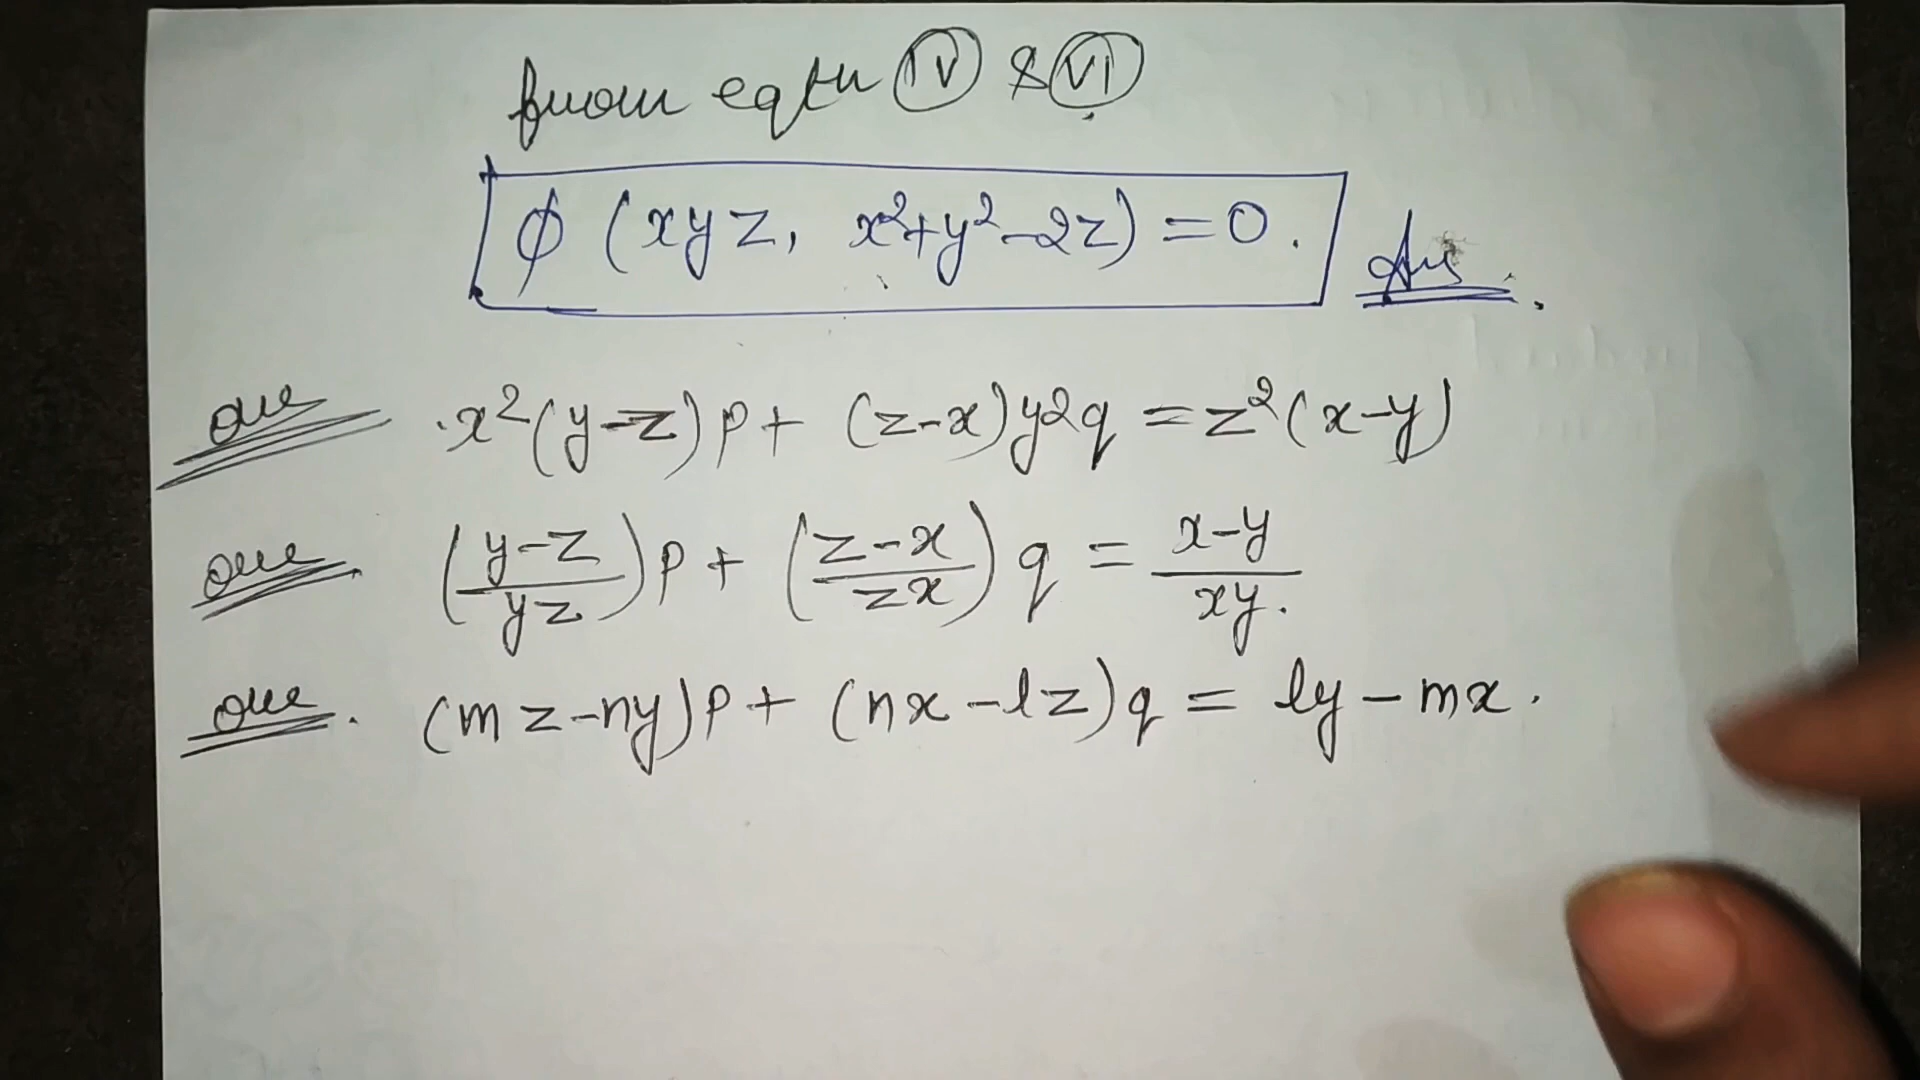 from eqtn (IV) & (VI)
ϕ (xyz, x²+y²-2z) = 0. Ans.
Que x²(y-z)p + (z-x)y2q = z²(x-y)
Que. ((y-z)/yz)p + ((z-x)/zx)q = (x-y)/xy.
Que. (mz-ny)p + (nx-lz)q = ly-mx.